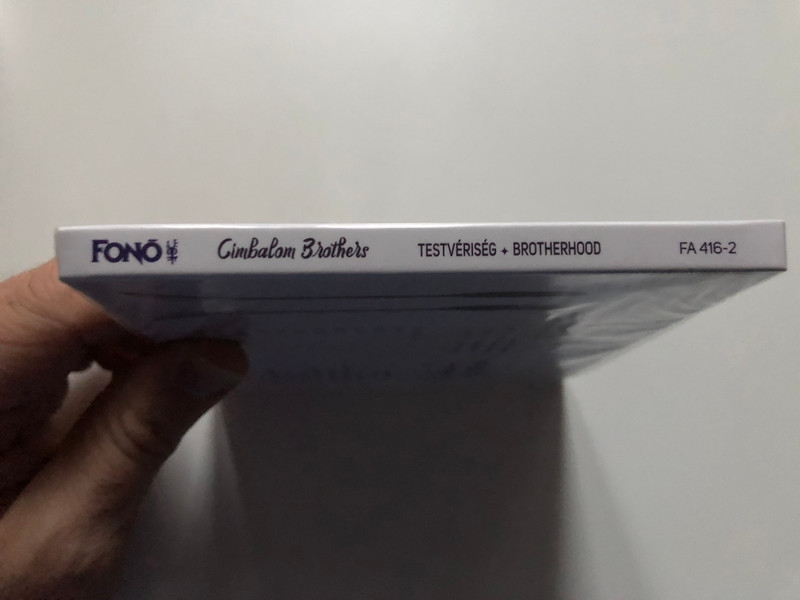 FONÓ Cimbalom Brothers TESTVÉRISÉG + BROTHERHOOD FA 416-2